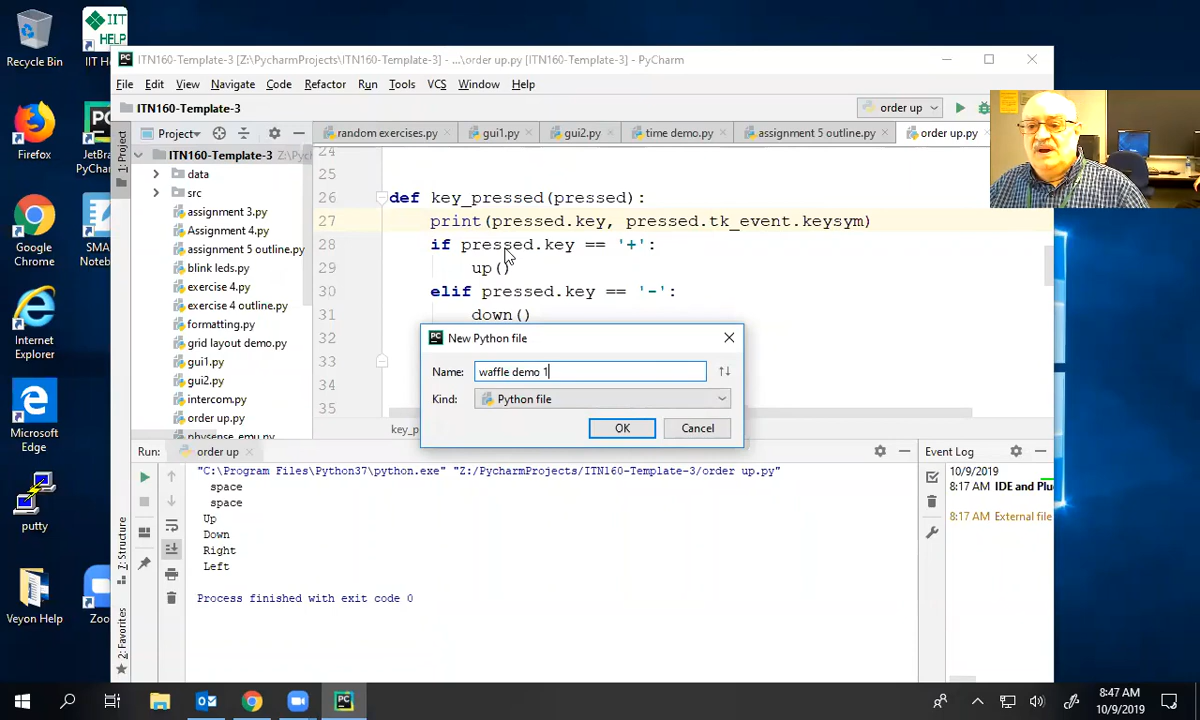 IIT
HELP
Recycle Bin
IIT H
Firefox
JetBra
PyCharm
Google
Chrome
SMA
Notebo
Internet
Explorer
Microsoft
Edge
putty
Veyon Help
Zoo
ITN160-Template-3 [Z:\PycharmProjects\ITN160-Template-3] - ...\order up.py [ITN160-Template-3] - PyCharm
File Edit View Navigate Code Refactor Run Tools VCS Window Help
ITN160-Template-3
order up
1: Project
Project
random exercises.py
gui1.py
gui2.py
time demo.py
assignment 5 outline.py
order up.py
ITN160-Template-3 Z:\Pych
data
src
assignment 3.py
Assignment 4.py
assignment 5 outline.py
blink leds.py
exercise 4.py
exercise 4 outline.py
formatting.py
grid layout demo.py
gui1.py
gui2.py
intercom.py
order up.py
physense_emu.py
24
25
26 def key_pressed(pressed):
27 print(pressed.key, pressed.tk_event.keysym)
28 if pressed.key == '+':
29 up()
30 elif pressed.key == '-':
31 down()
32
33
34
35
key_p
New Python file
Name: waffle demo 1
Kind: Python file
OK Cancel
Run: order up
"C:\Program Files\Python37\python.exe" "Z:/PycharmProjects/ITN160-Template-3/order up.py"
space
space
Up
Down
Right
Left
Process finished with exit code 0
7: Structure
2: Favorites
Event Log
10/9/2019
8:17 AM IDE and Plu
8:17 AM External file
8:47 AM
10/9/2019